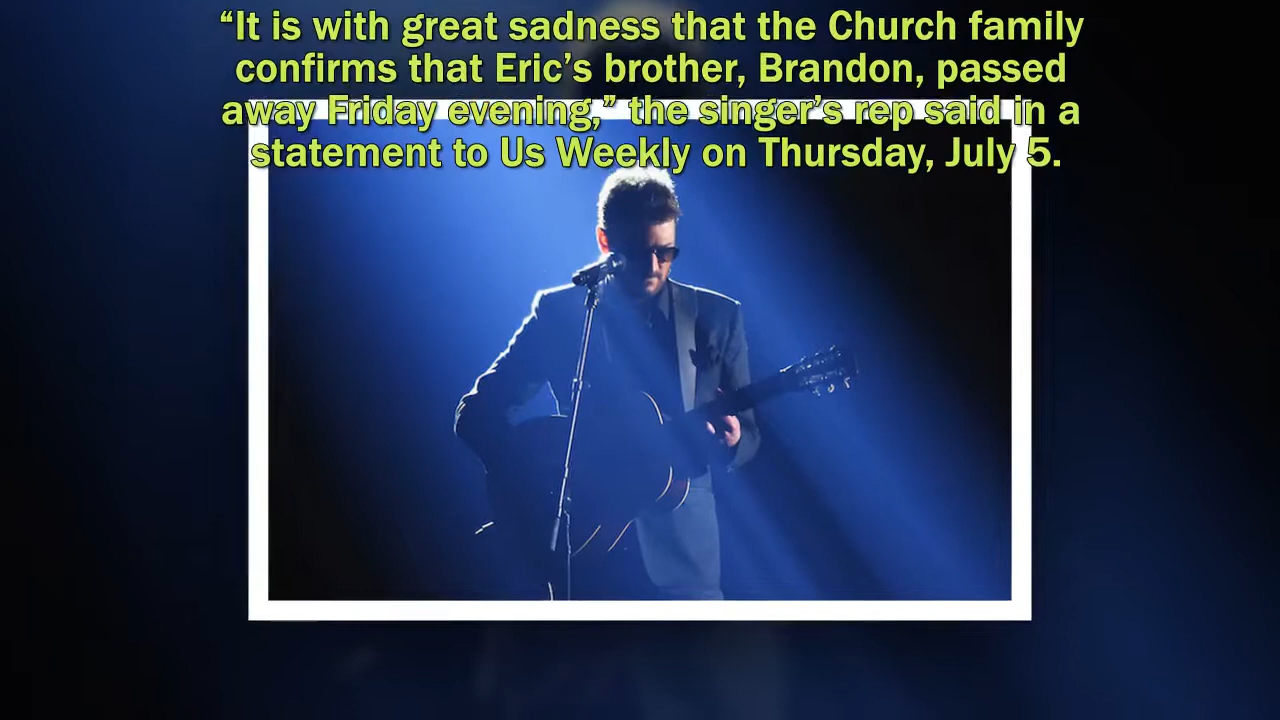 “It is with great sadness that the Church family
confirms that Eric’s brother, Brandon, passed
away Friday evening,” the singer’s rep said in a
statement to Us Weekly on Thursday, July 5.